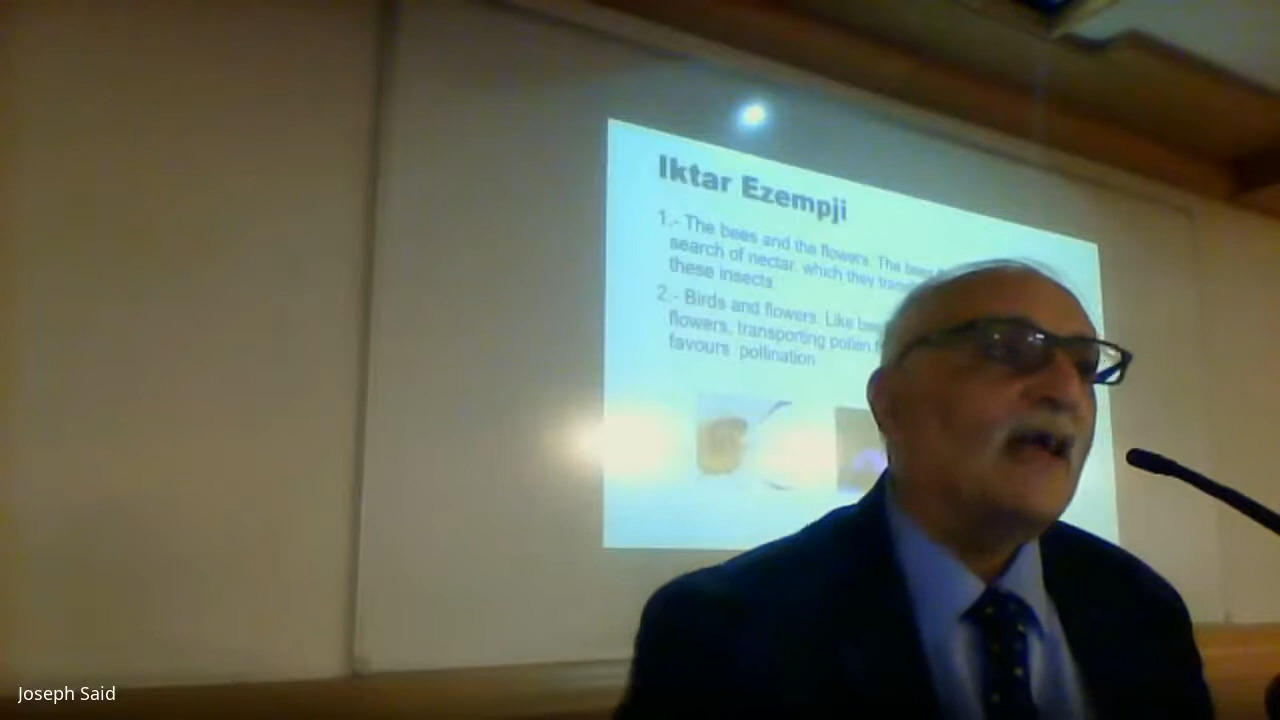 Iktar Ezempji
1.- The bees and the flowers. The bees
search of nectar, which they
these insects
2.- Birds and flowers. Like
flowers, transporting pollen
favours pollination
Joseph Said